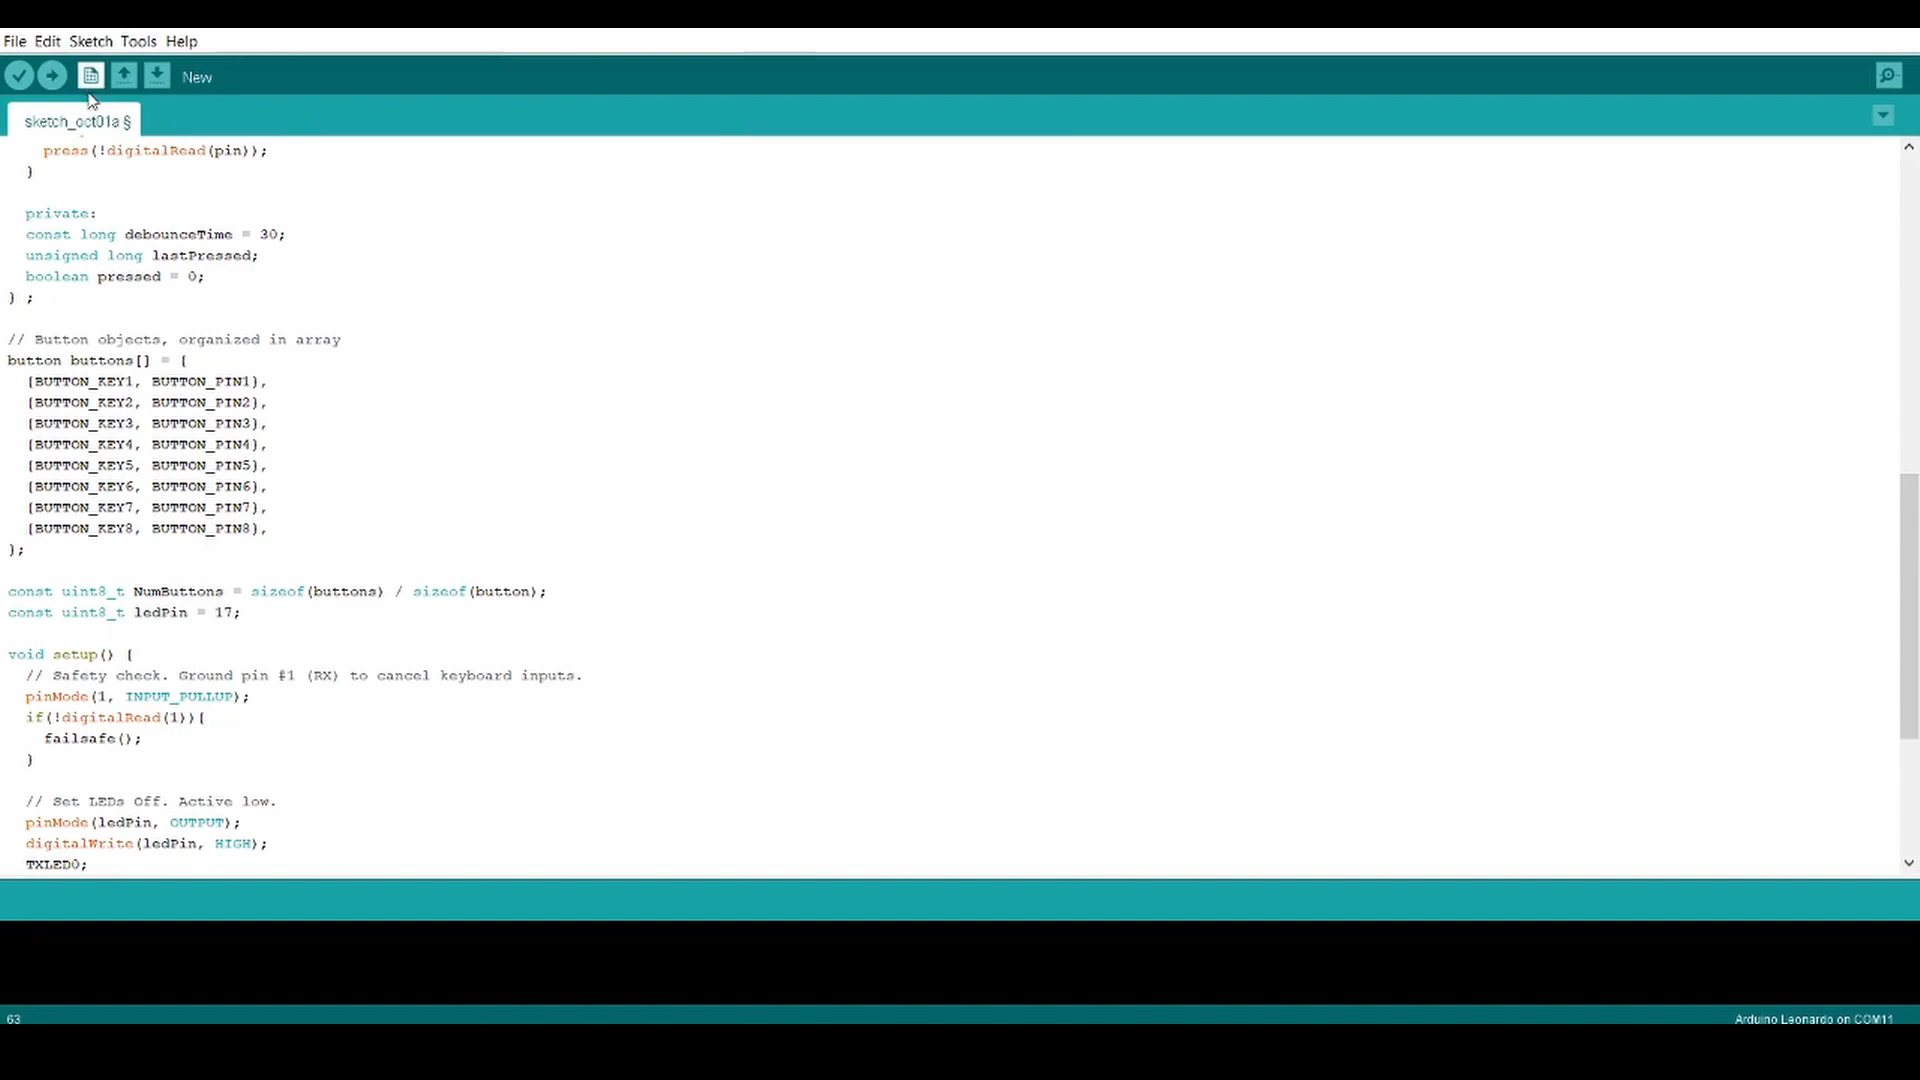 File Edit Sketch Tools Help
New
sketch_oct01a §
press(!digitalRead(pin));
}
private:
const long debounceTime = 30;
unsigned long lastPressed;
boolean pressed = 0;
} ;
// Button objects, organized in array
button buttons[] = {
{BUTTON_KEY1, BUTTON_PIN1},
{BUTTON_KEY2, BUTTON_PIN2},
{BUTTON_KEY3, BUTTON_PIN3},
{BUTTON_KEY4, BUTTON_PIN4},
{BUTTON_KEY5, BUTTON_PIN5},
{BUTTON_KEY6, BUTTON_PIN6},
{BUTTON_KEY7, BUTTON_PIN7},
{BUTTON_KEY8, BUTTON_PIN8},
};
const uint8_t NumButtons = sizeof(buttons) / sizeof(button);
const uint8_t ledPin = 17;
void setup() {
// Safety check. Ground pin #1 (RX) to cancel keyboard inputs.
pinMode(1, INPUT_PULLUP);
if(!digitalRead(1)){
failsafe();
}
// Set LEDs Off. Active low.
pinMode(ledPin, OUTPUT);
digitalWrite(ledPin, HIGH);
TXLED0;
63
Arduino Leonardo on COM11